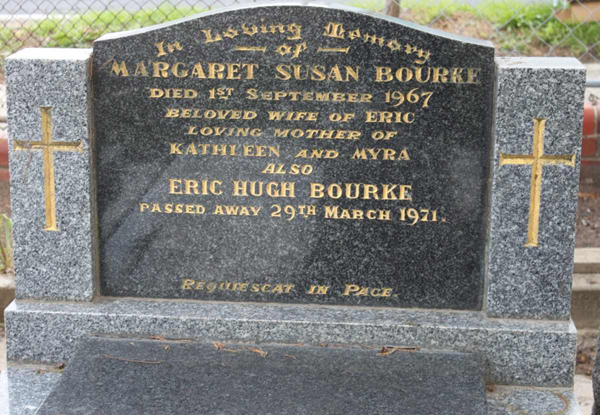 In Loving Memory
of
MARGARET SUSAN BOURKE
DIED 1ST SEPTEMBER 1967
BELOVED WIFE OF ERIC
LOVING MOTHER OF
KATHLEEN AND MYRA
ALSO
ERIC HUGH BOURKE
PASSED AWAY 29TH MARCH 1971.
REQUIESCAT IN PACE